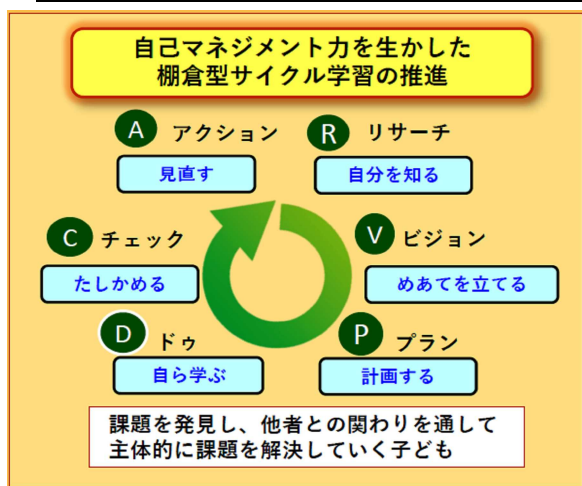 自己マネジメント力を生かした
棚倉型サイクル学習の推進
A アクション
見直す
R リサーチ
自分を知る
C チェック
たしかめる
V ビジョン
めあてを立てる
D ドゥ
自ら学ぶ
P プラン
計画する
課題を発見し、他者との関わりを通して
主体的に課題を解決していく子ども